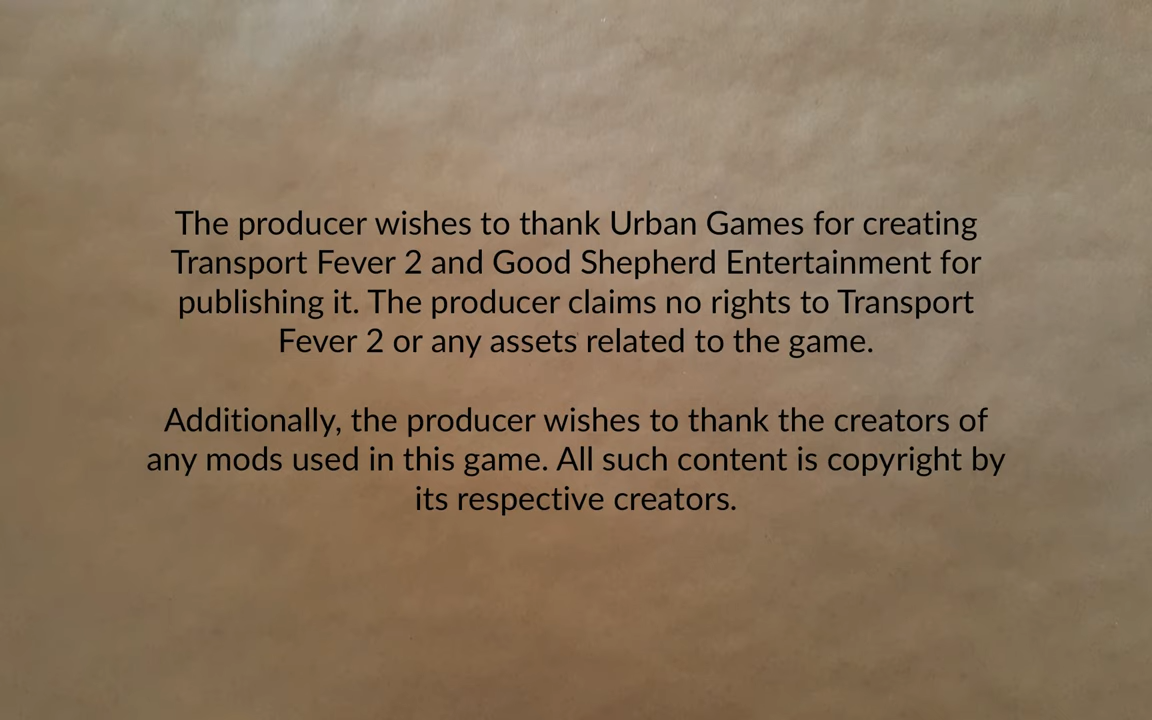 The producer wishes to thank Urban Games for creating
Transport Fever 2 and Good Shepherd Entertainment for
publishing it. The producer claims no rights to Transport
Fever 2 or any assets related to the game.
Additionally, the producer wishes to thank the creators of
any mods used in this game. All such content is copyright by
its respective creators.